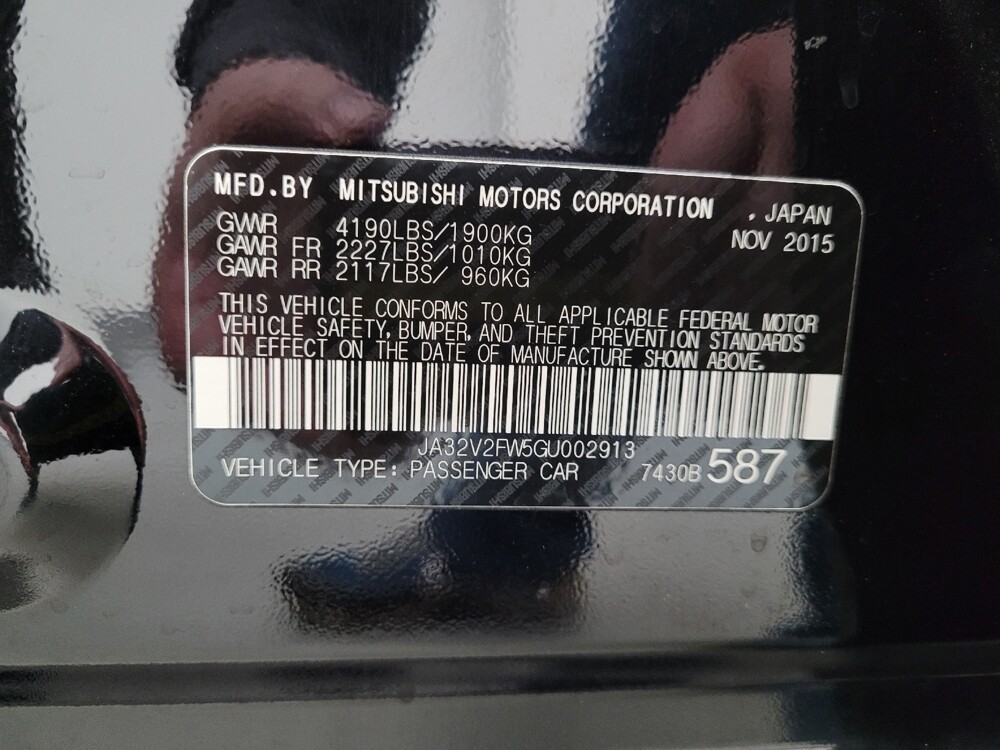 MFD.BY MITSUBISHI MOTORS CORPORATION , JAPAN
NOV 2015
GVWR 4190LBS/1900KG
GAWR FR 2227LBS/1010KG
GAWR RR 2117LBS/ 960KG
THIS VEHICLE CONFORMS TO ALL APPLICABLE FEDERAL MOTOR
VEHICLE SAFETY, BUMPER, AND THEFT PREVENTION STANDARDS
IN EFFECT ON THE DATE OF MANUFACTURE SHOWN ABOVE.
JA32V2FW5GU002913
VEHICLE TYPE: PASSENGER CAR 7430B 587